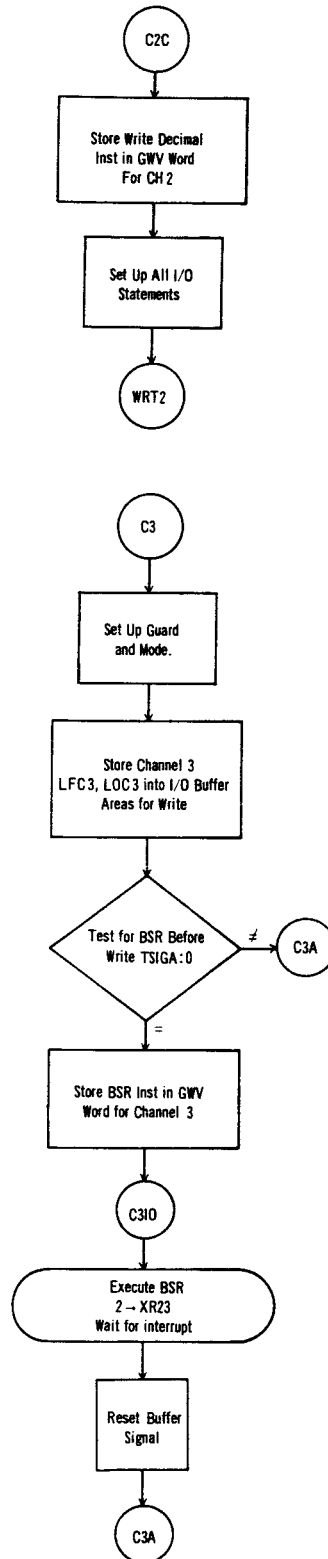 C2C
Store Write Decimal
Inst in GWV Word
For CH 2
Set Up All I/O
Statements
WRT2
C3
Set Up Guard
and Mode.
Store Channel 3
LFC3, LOC3 into I/O Buffer
Areas for Write
Test for BSR Before
Write TSIGA:0
≠
C3A
=
Store BSR Inst in GWV
Word for Channel 3
C3IO
Execute BSR
2 → XR23
Wait for interrupt
Reset Buffer
Signal
C3A